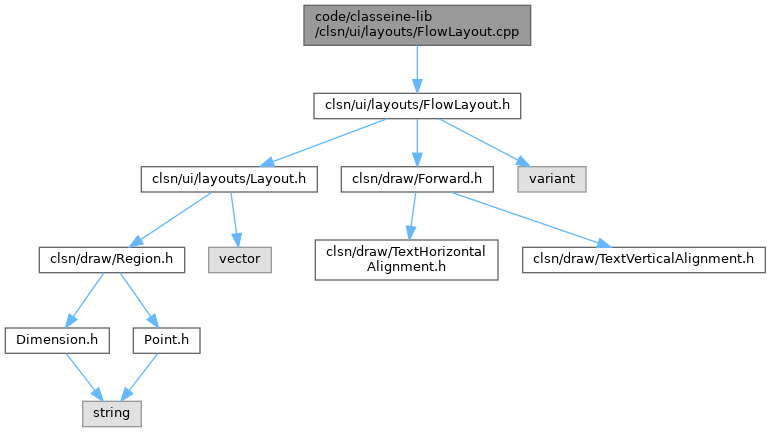 code/classeine-lib
/clsn/ui/layouts/FlowLayout.cpp
clsn/ui/layouts/FlowLayout.h
clsn/ui/layouts/Layout.h
clsn/draw/Forward.h
variant
clsn/draw/Region.h
vector
clsn/draw/TextHorizontal
Alignment.h
clsn/draw/TextVerticalAlignment.h
Dimension.h
Point.h
string